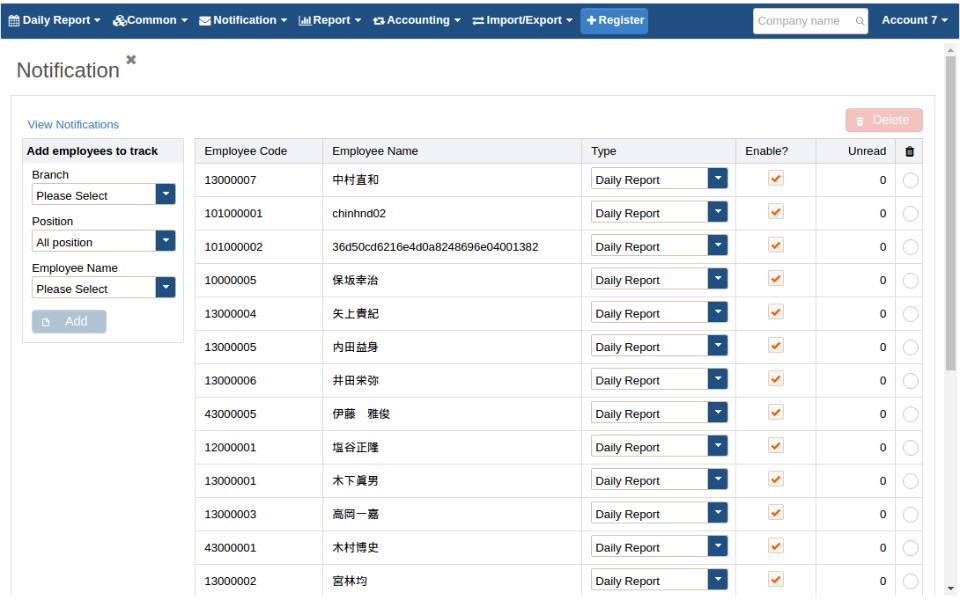 Daily Report Common Notification Report Accounting Import/Export Register Company name Account 7
Notification
View Notifications
Delete
Add employees to track
Branch
Please Select
Position
All position
Employee Name
Please Select
Add
Employee Code Employee Name Type Enable? Unread
13000007 中村直和 Daily Report 0
101000001 chinhnd02 Daily Report 0
101000002 36d50cd6216e4d0a8248696e04001382 Daily Report 0
10000005 保坂幸治 Daily Report 0
13000004 矢上貴紀 Daily Report 0
13000005 内田益身 Daily Report 0
13000006 井田栄弥 Daily Report 0
43000005 伊藤　雅俊 Daily Report 0
12000001 塩谷正隆 Daily Report 0
13000001 木下眞男 Daily Report 0
13000003 高岡一嘉 Daily Report 0
43000001 木村博史 Daily Report 0
13000002 宮林均 Daily Report 0